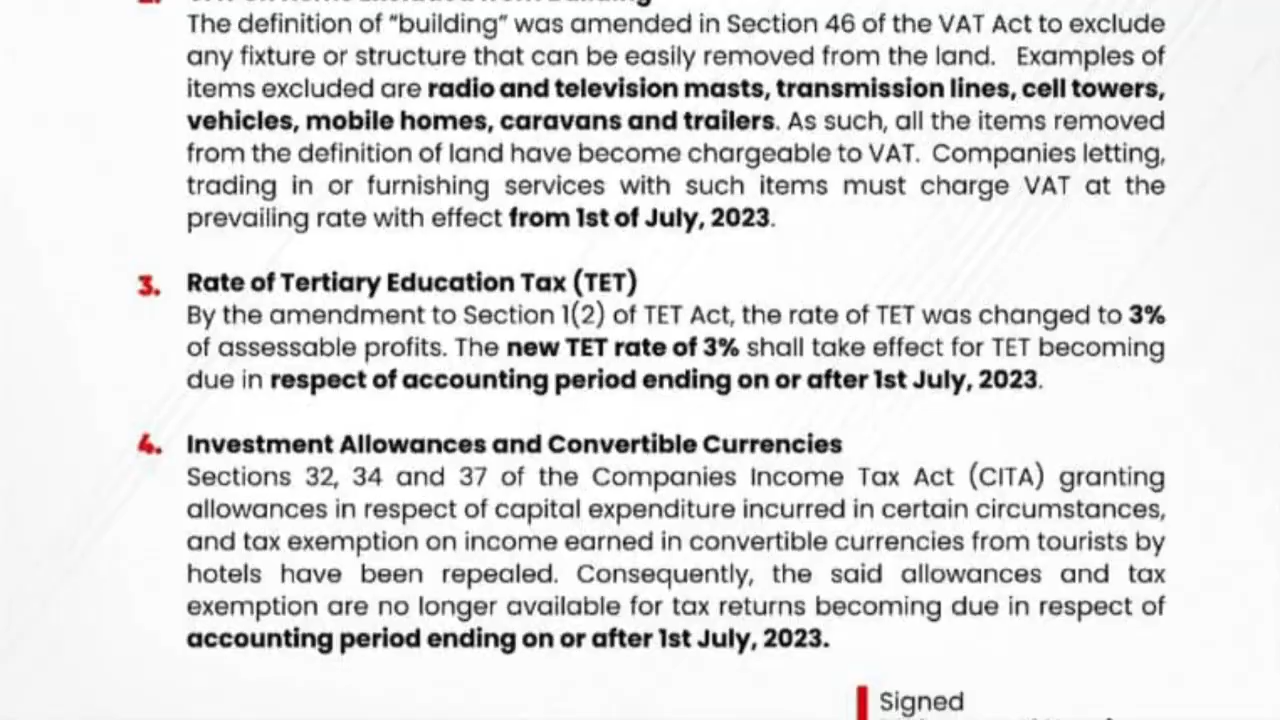 The definition of "building" was amended in Section 46 of the VAT Act to exclude
any fixture or structure that can be easily removed from the land. Examples of
items excluded are radio and television masts, transmission lines, cell towers,
vehicles, mobile homes, caravans and trailers. As such, all the items removed
from the definition of land have become chargeable to VAT. Companies letting,
trading in or furnishing services with such items must charge VAT at the
prevailing rate with effect from 1st of July, 2023.
3. Rate of Tertiary Education Tax (TET)
By the amendment to Section 1(2) of TET Act, the rate of TET was changed to 3%
of assessable profits. The new TET rate of 3% shall take effect for TET becoming
due in respect of accounting period ending on or after 1st July, 2023.
4. Investment Allowances and Convertible Currencies
Sections 32, 34 and 37 of the Companies Income Tax Act (CITA) granting
allowances in respect of capital expenditure incurred in certain circumstances,
and tax exemption on income earned in convertible currencies from tourists by
hotels have been repealed. Consequently, the said allowances and tax
exemption are no longer available for tax returns becoming due in respect of
accounting period ending on or after 1st July, 2023.
Signed